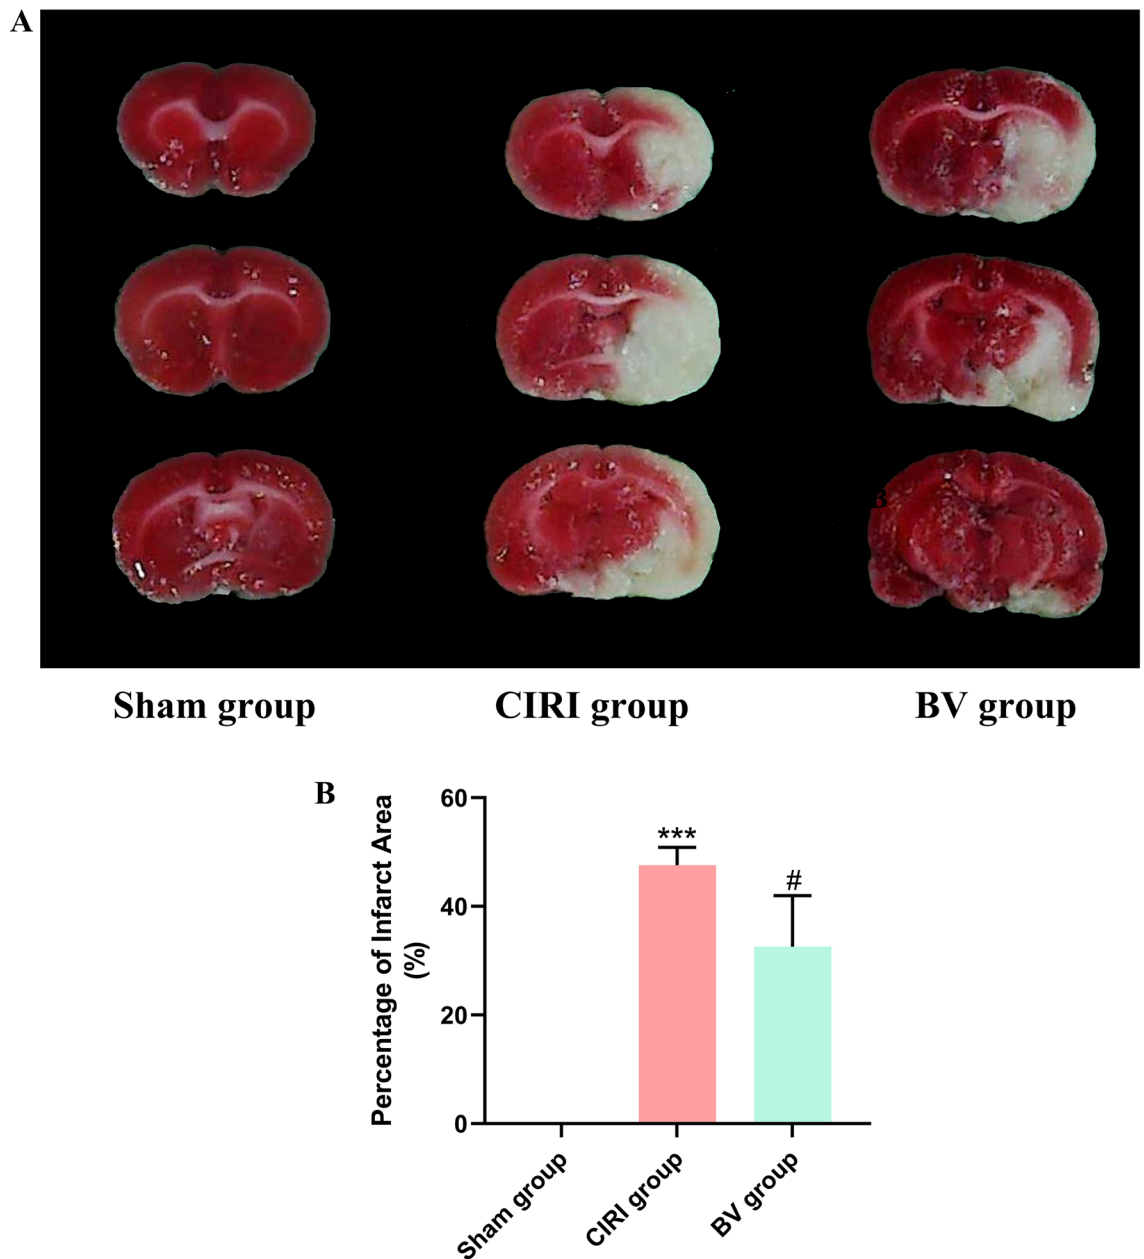 A
B
Sham group
CIRI group
BV group
B
Percentage of Infarct Area
(%)
60
40
20
0
***
#
Sham group
CIRI group
BV group